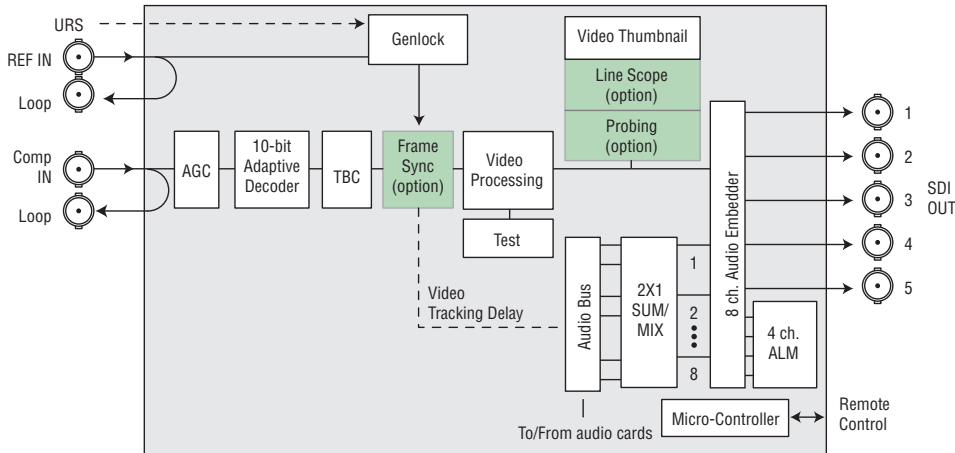 URS
REF IN
Loop
Comp
IN
Loop
Genlock
Video Thumbnail
Line Scope
(option)
Probing
(option)
AGC
10-bit
Adaptive
Decoder
TBC
Frame
Sync
(option)
Video
Processing
Test
Video
Tracking Delay
Audio Bus
2X1
SUM/
MIX
1
2
8
8 ch. Audio Embedder
4 ch.
ALM
To/From audio cards
Micro-Controller
Remote
Control
1
2
3
4
5
SDI
OUT